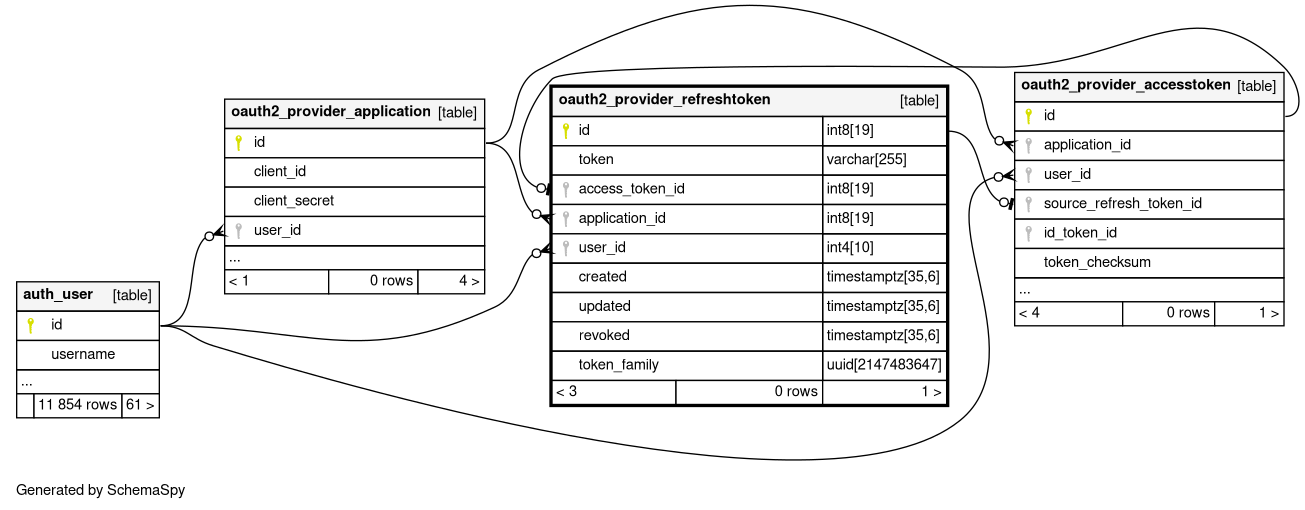 oauth2_provider_application [table]
id
client_id
client_secret
user_id
...
< 1 0 rows 4 >
auth_user [table]
id
username
...
11 854 rows 61 >
oauth2_provider_refreshtoken [table]
id int8[19]
token varchar[255]
access_token_id int8[19]
application_id int8[19]
user_id int4[10]
created timestamptz[35,6]
updated timestamptz[35,6]
revoked timestamptz[35,6]
token_family uuid[2147483647]
< 3 0 rows 1 >
oauth2_provider_accesstoken [table]
id
application_id
user_id
source_refresh_token_id
id_token_id
token_checksum
...
< 4 0 rows 1 >
Generated by SchemaSpy